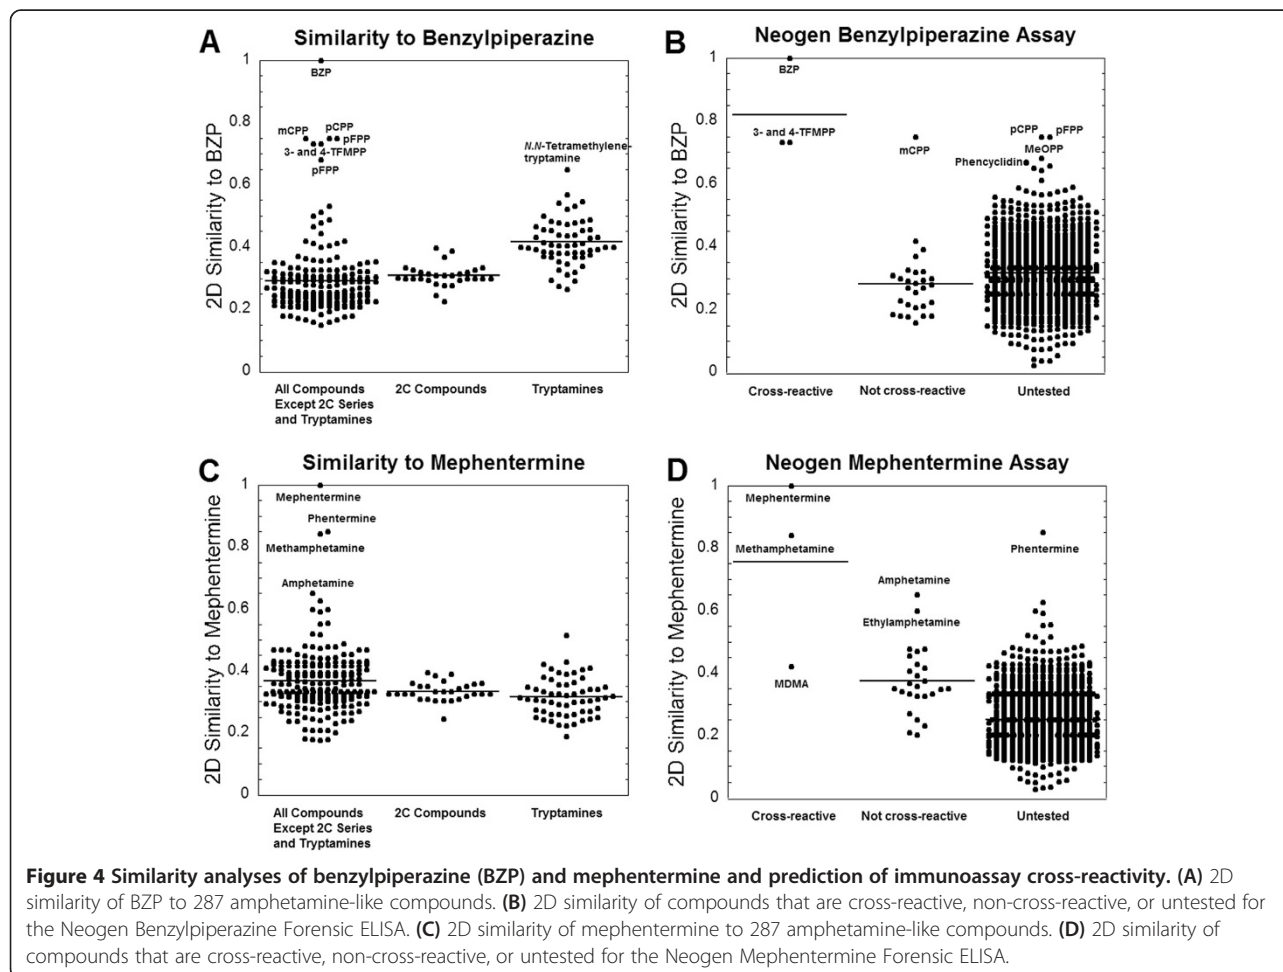 A
Similarity to Benzylpiperazine
2D Similarity to BZP
1
0.8
0.6
0.4
0.2
0
BZP
mCPP
pCPP
pFPP
3- and 4-TFMPP
pFPP
N,N-Tetramethylene-
tryptamine
All Compounds
Except 2C Series
and Tryptamines
2C Compounds
Tryptamines
B
Neogen Benzylpiperazine Assay
2D Similarity to BZP
1
0.8
0.6
0.4
0.2
0
BZP
3- and 4-TFMPP
mCPP
pCPP
pFPP
MeOPP
Phencyclidine
Cross-reactive
Not cross-reactive
Untested
C
Similarity to Mephentermine
2D Similarity to Mephentermine
1
0.8
0.6
0.4
0.2
0
Mephentermine
Phentermine
Methamphetamine
Amphetamine
All Compounds
Except 2C Series
and Tryptamines
2C Compounds
Tryptamines
D
Neogen Mephentermine Assay
2D Similarity to Mephentermine
1
0.8
0.6
0.4
0.2
0
Mephentermine
Methamphetamine
MDMA
Amphetamine
Ethylamphetamine
Phentermine
Cross-reactive
Not cross-reactive
Untested
Figure 4 Similarity analyses of benzylpiperazine (BZP) and mephentermine and prediction of immunoassay cross-reactivity. (A) 2D
similarity of BZP to 287 amphetamine-like compounds. (B) 2D similarity of compounds that are cross-reactive, non-cross-reactive, or untested for
the Neogen Benzylpiperazine Forensic ELISA. (C) 2D similarity of mephentermine to 287 amphetamine-like compounds. (D) 2D similarity of
compounds that are cross-reactive, non-cross-reactive, or untested for the Neogen Mephentermine Forensic ELISA.